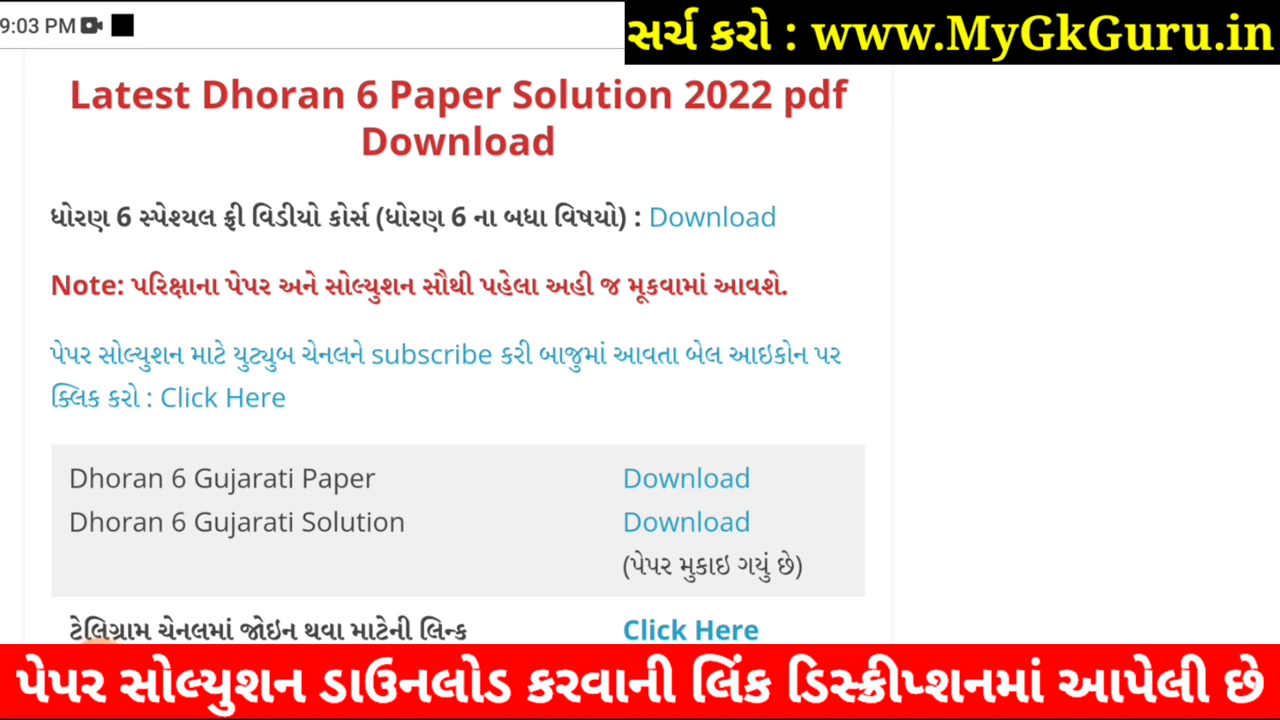 9:03 PM
સર્ચ કરો : www.MyGkGuru.in
Latest Dhoran 6 Paper Solution 2022 pdf
Download
ધોરણ 6 સ્પેશ્યલ ફ્રી વિડીયો કોર્સ (ધોરણ 6 ના બધા વિષયો) : Download
Note: પરિક્ષાના પેપર અને સોલ્યુશન સૌથી પહેલા અહી જ મૂકવામાં આવશે.
પેપર સોલ્યુશન માટે યુટ્યુબ ચેનલને subscribe કરી બાજુમાં આવતા બેલ આઇકોન પર
ક્લિક કરો : Click Here
Dhoran 6 Gujarati Paper Download
Dhoran 6 Gujarati Solution Download
(પેપર મુકાઇ ગયું છે)
ટેલિગ્રામ ચેનલમાં જોઇન થવા માટેની લિન્ક Click Here
પેપર સોલ્યુશન ડાઉનલોડ કરવાની લિંક ડિસ્ક્રીપ્શનમાં આપેલી છે